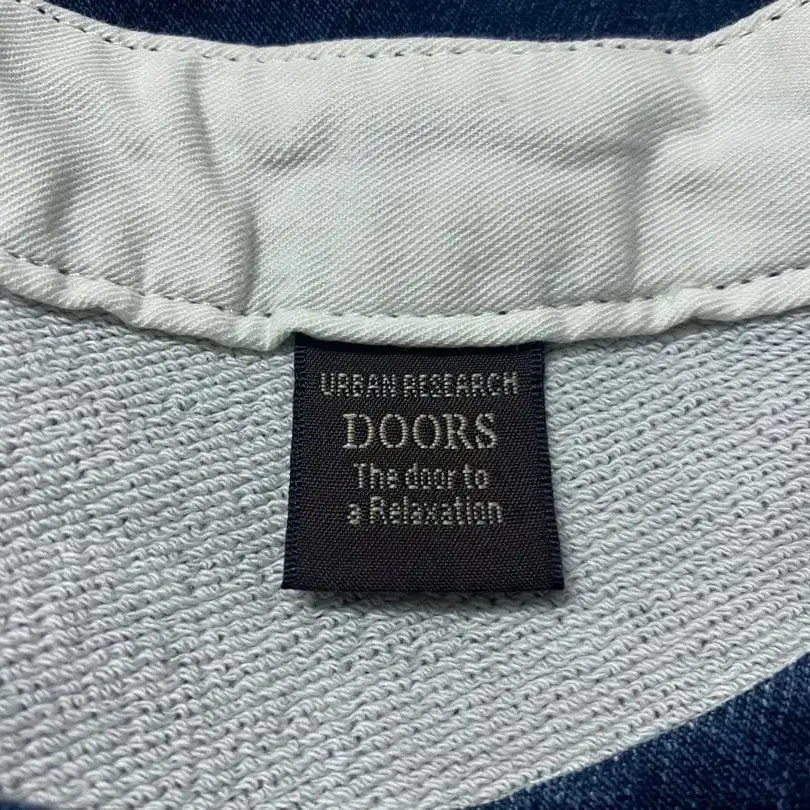 URBAN RESEARCH
DOORS
The door to
a Relaxation